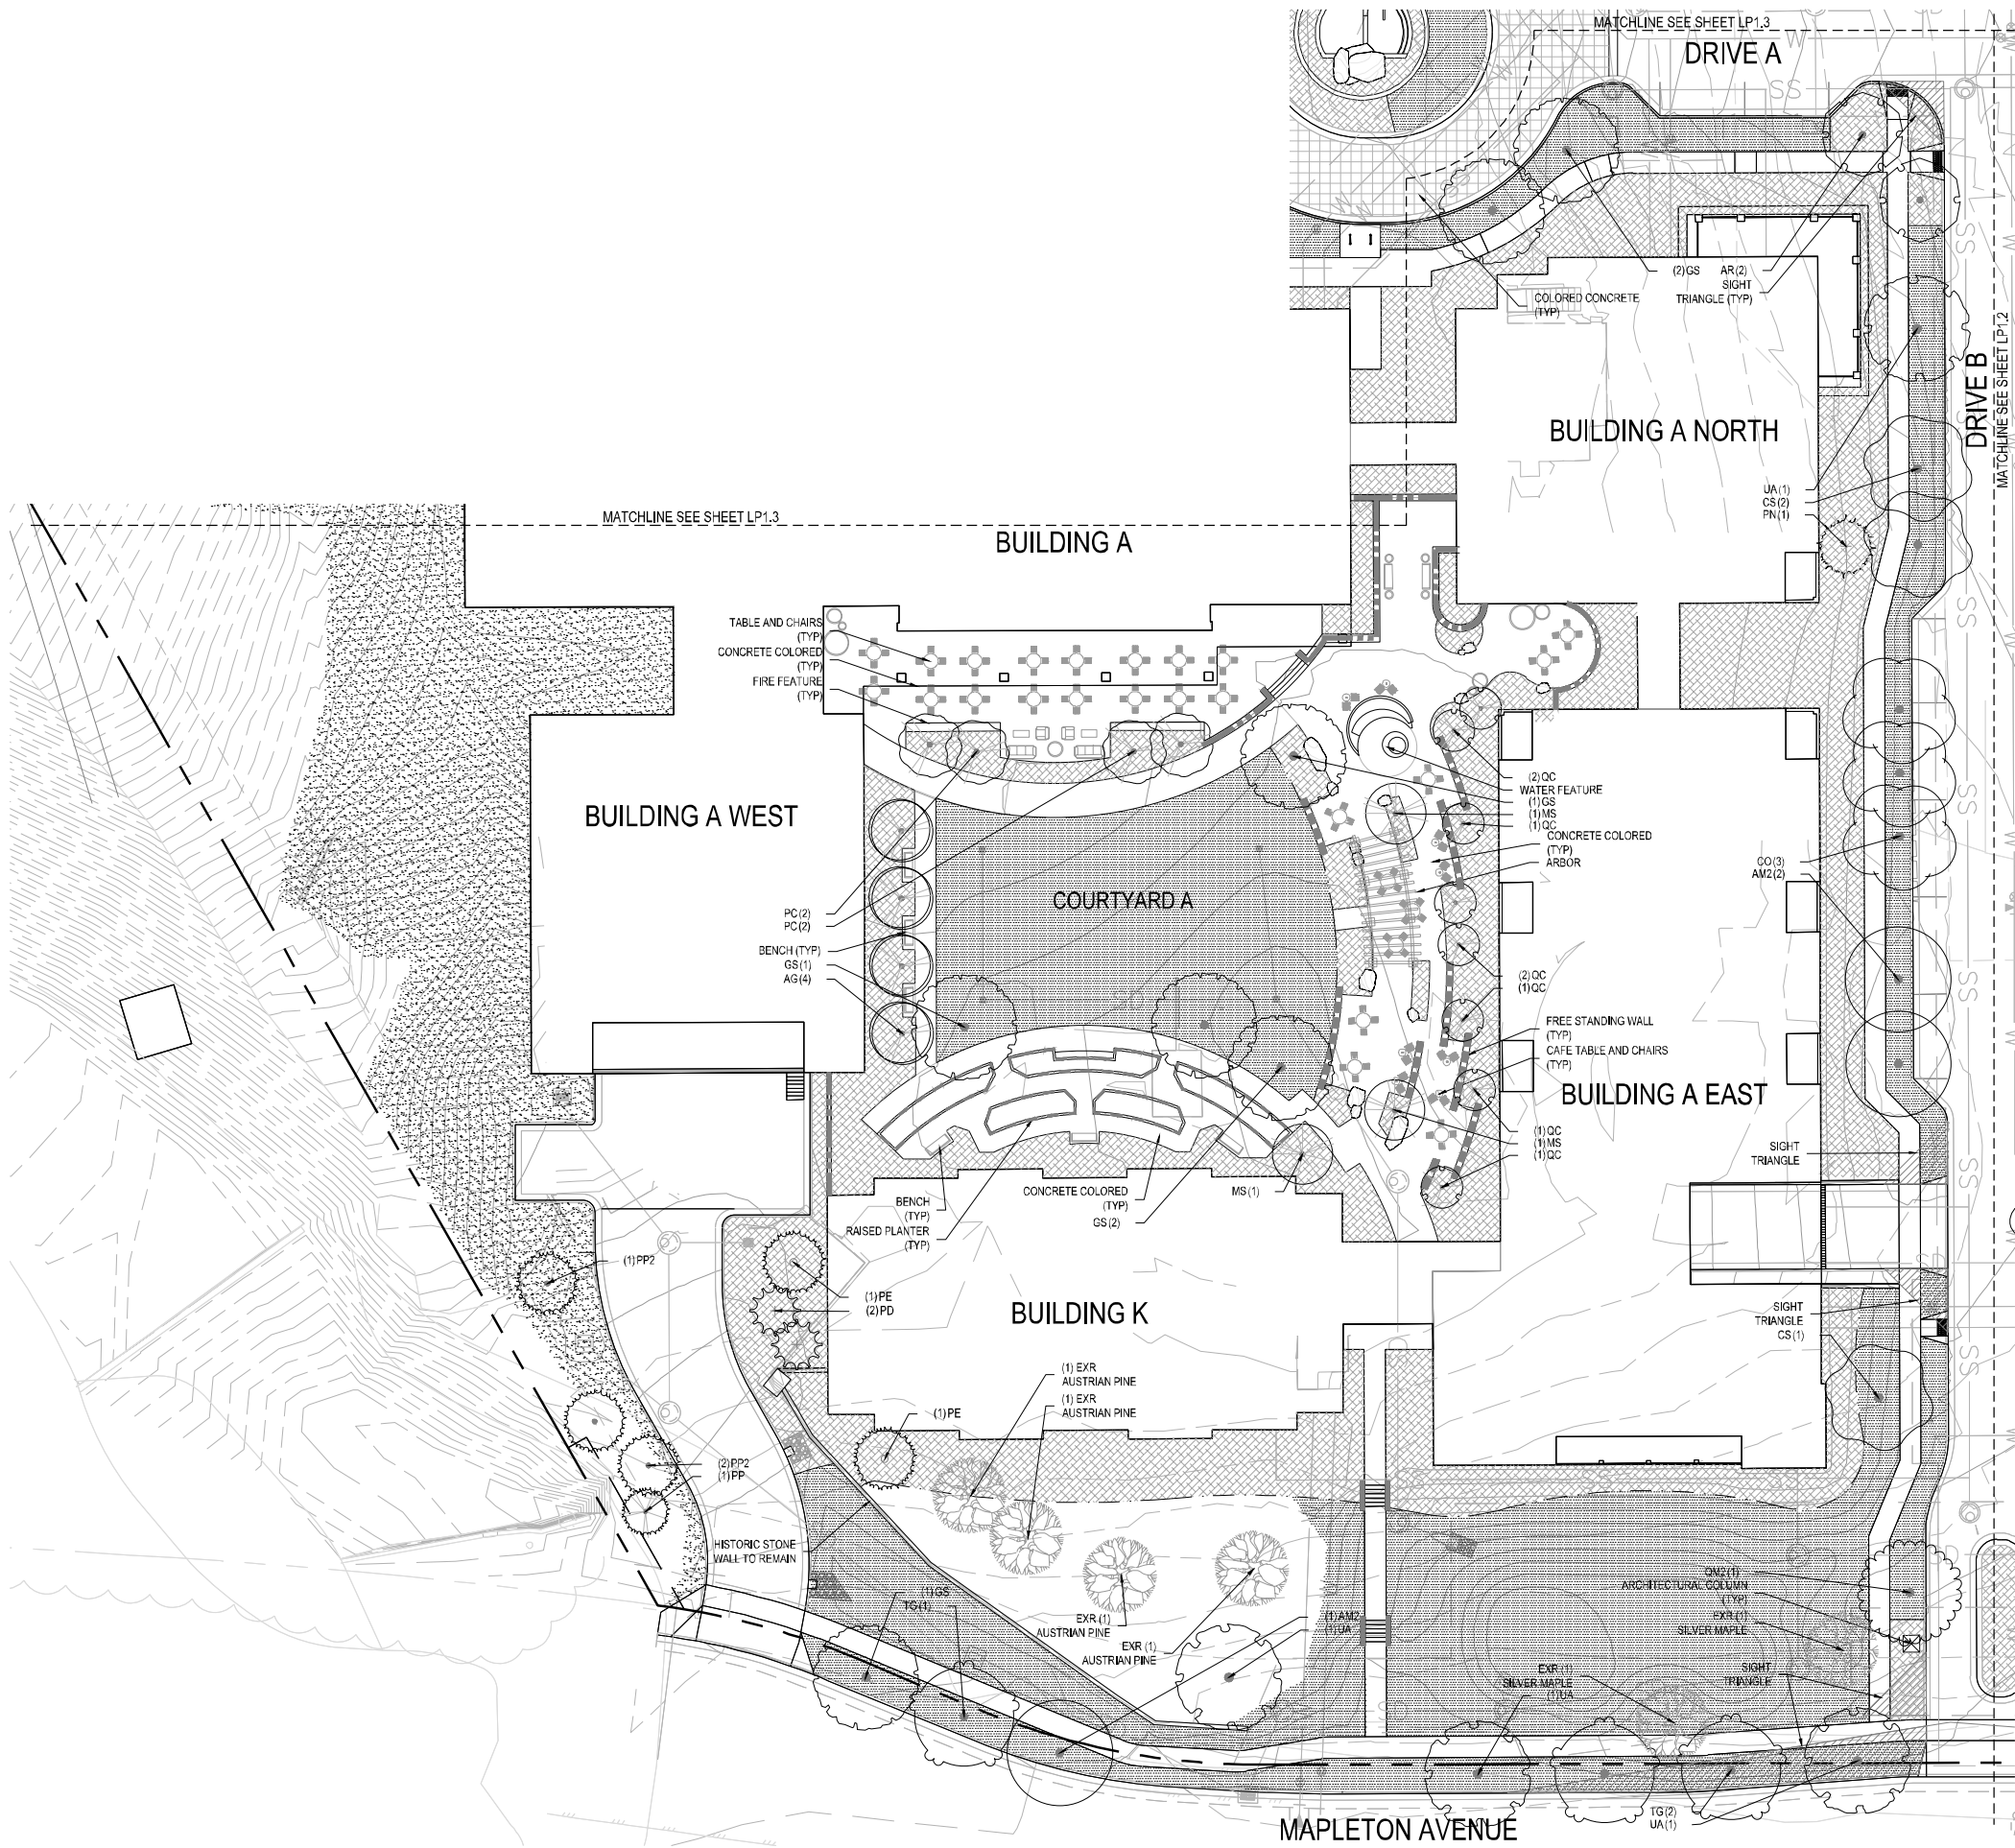 MATCHLINE SEE SHEET LP1.3
DRIVE A
SS
W
(2)GS
AR(2)
SIGHT
TRIANGLE (TYP)
COLORED CONCRETE
(TYP)
DRIVE B
MATCHLINE SEE SHEET LP1.2
BUILDING A NORTH
UA(1)
CS(2)
PN(1)
MATCHLINE SEE SHEET LP1.3
BUILDING A
TABLE AND CHAIRS
(TYP)
CONCRETE COLORED
(TYP)
FIRE FEATURE
(TYP)
BUILDING A WEST
(2)QC
WATER FEATURE
(1)GS
(1)MS
(1)QC
CONCRETE COLORED
(TYP)
ARBOR
CO(3)
AM2(2)
COURTYARD A
PC(2)
PC(2)
BENCH (TYP)
GS(1)
AG(4)
(2)QC
(1)QC
FREE STANDING WALL
(TYP)
CAFE TABLE AND CHAIRS
(TYP)
BUILDING A EAST
(1)QC
(1)MS
(1)QC
SIGHT
TRIANGLE
BENCH
(TYP)
RAISED PLANTER
(TYP)
CONCRETE COLORED
(TYP)
GS(2)
MS(1)
(1)PP2
(1)PE
(2)PD
BUILDING K
SIGHT
TRIANGLE
CS(1)
(1) EXR
AUSTRIAN PINE
(1) EXR
AUSTRIAN PINE
(1)PE
(2)PP2
(1)PP
HISTORIC STONE
WALL TO REMAIN
(1)GS
TG(1)
EXR (1)
AUSTRIAN PINE
EXR (1)
AUSTRIAN PINE
(1)AM2
(1)UA
QM2(1)
ARCHITECTURAL COLUMN
(TYP)
EXR (1)
SILVER MAPLE
SIGHT
TRIANGLE
EXR (1)
SILVER MAPLE
(1)UA
TG(2)
UA(1)
MAPLETON AVENUE